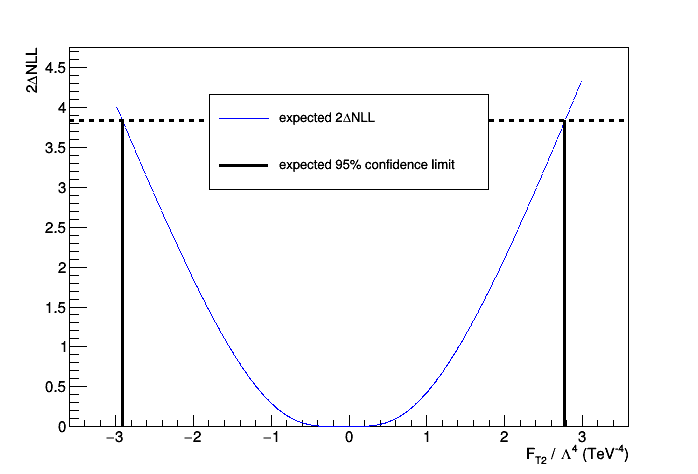 2ΔNLL
4.5
4
3.5
3
2.5
2
1.5
1
0.5
0
expected 2ΔNLL
expected 95% confidence limit
−3 −2 −1 0 1 2 3
F_T2 / Λ^4 (TeV^-4)